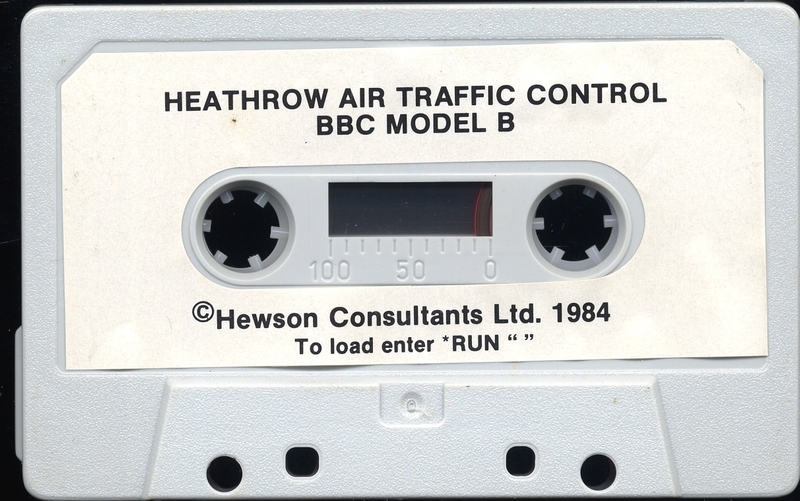 HEATHROW AIR TRAFFIC CONTROL
BBC MODEL B
100 50 0
©Hewson Consultants Ltd. 1984
To load enter *RUN “ ”